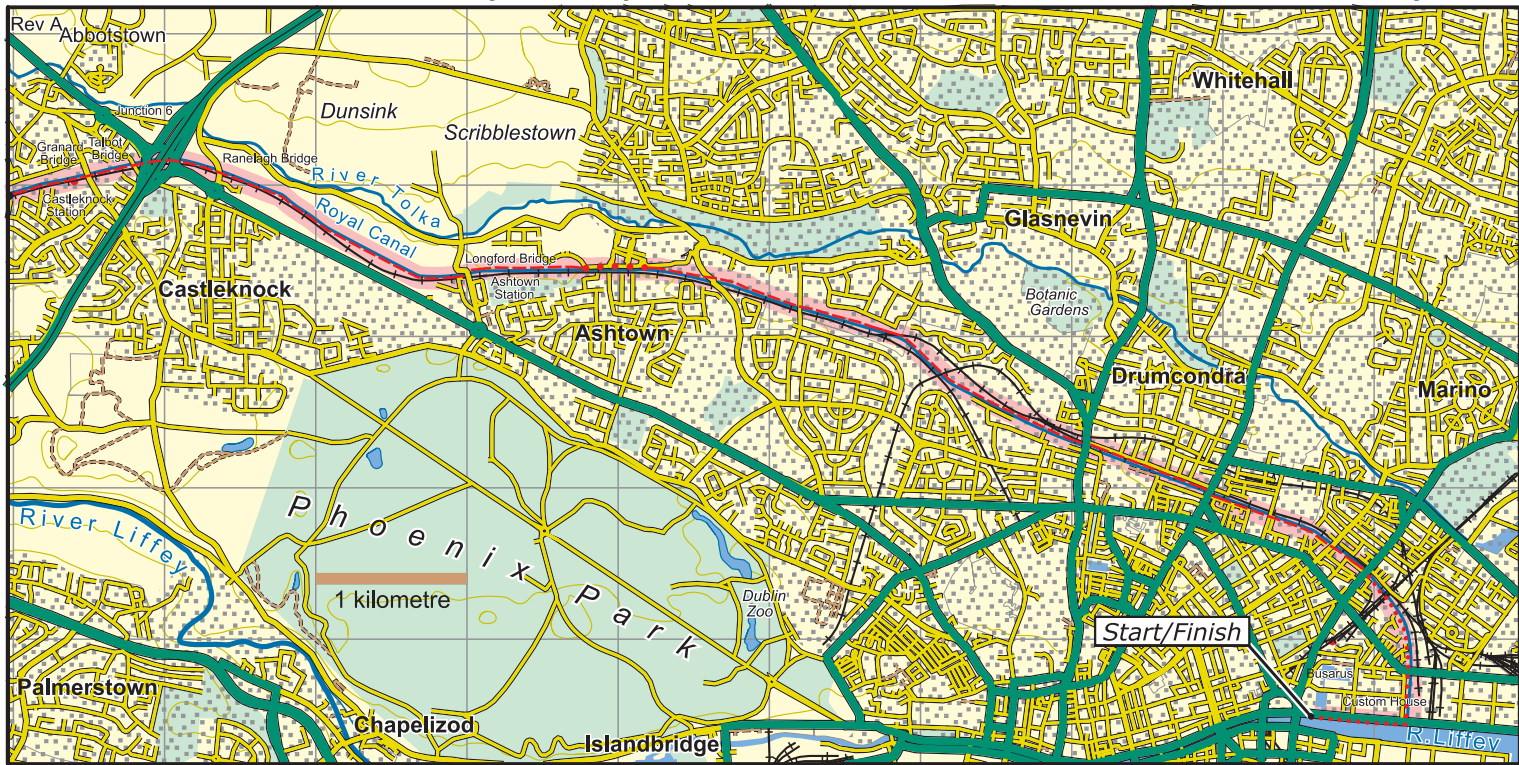 Rev A
Abbotstown
Whitehall
Junction 6
Dunsink
Scribblestown
Granard
Bridge
Talbot
Bridge
Ranelagh Bridge
River Tolka
Castleknock
Station
Royal Canal
Glasnevin
Longford Bridge
Ashtown
Station
Castleknock
Botanic
Gardens
Ashtown
Drumcondra
Marino
River Liffey
Phoenix Park
1 kilometre
Dublin
Zoo
Start/Finish
Busarus
Palmerstown
Custom House
Chapelizod
Islandbridge
R.Liffey